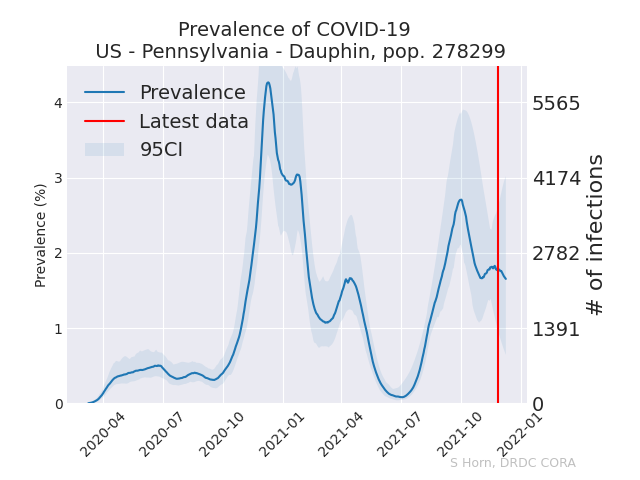 Prevalence of COVID-19
US - Pennsylvania - Dauphin, pop. 278299
Prevalence
Latest data
95CI
4
3
2
1
0
Prevalence (%)
5565
4174
2782
1391
0
# of infections
2020-04
2020-07
2020-10
2021-01
2021-04
2021-07
2021-10
2022-01
S Horn, DRDC CORA